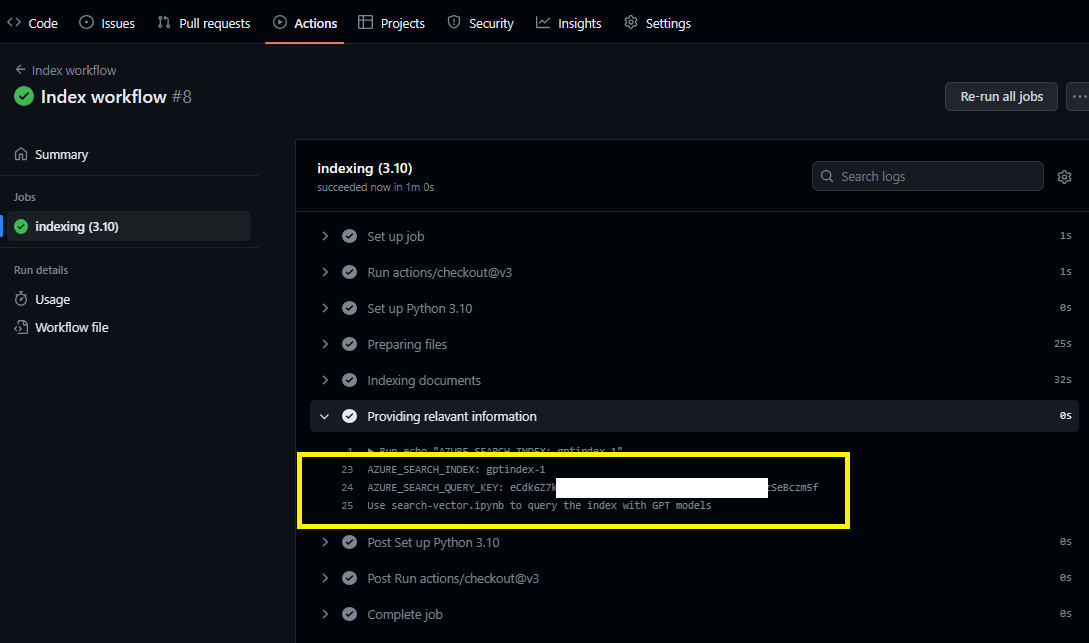 Code Issues Pull requests Actions Projects Security Insights Settings
Index workflow
Index workflow #8
Re-run all jobs
Summary
Jobs
indexing (3.10)
Run details
Usage
Workflow file
indexing (3.10)
succeeded now in 1m 0s
Search logs
Set up job 1s
Run actions/checkout@v3 1s
Set up Python 3.10 0s
Preparing files 25s
Indexing documents 32s
Providing relavant information 0s
1 Run echo "AZURE_SEARCH_INDEX: gptindex-1"
23 AZURE_SEARCH_INDEX: gptindex-1
24 AZURE_SEARCH_QUERY_KEY: eCdk6Z7k SeBczm5f
25 Use search-vector.ipynb to query the index with GPT models
Post Set up Python 3.10 0s
Post Run actions/checkout@v3 0s
Complete job 0s